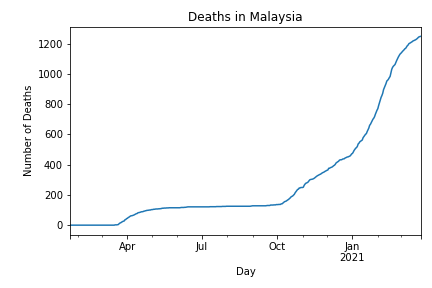 Deaths in Malaysia
Number of Deaths
1200
1000
800
600
400
200
0
Apr
Jul
Oct
Jan
2021
Day